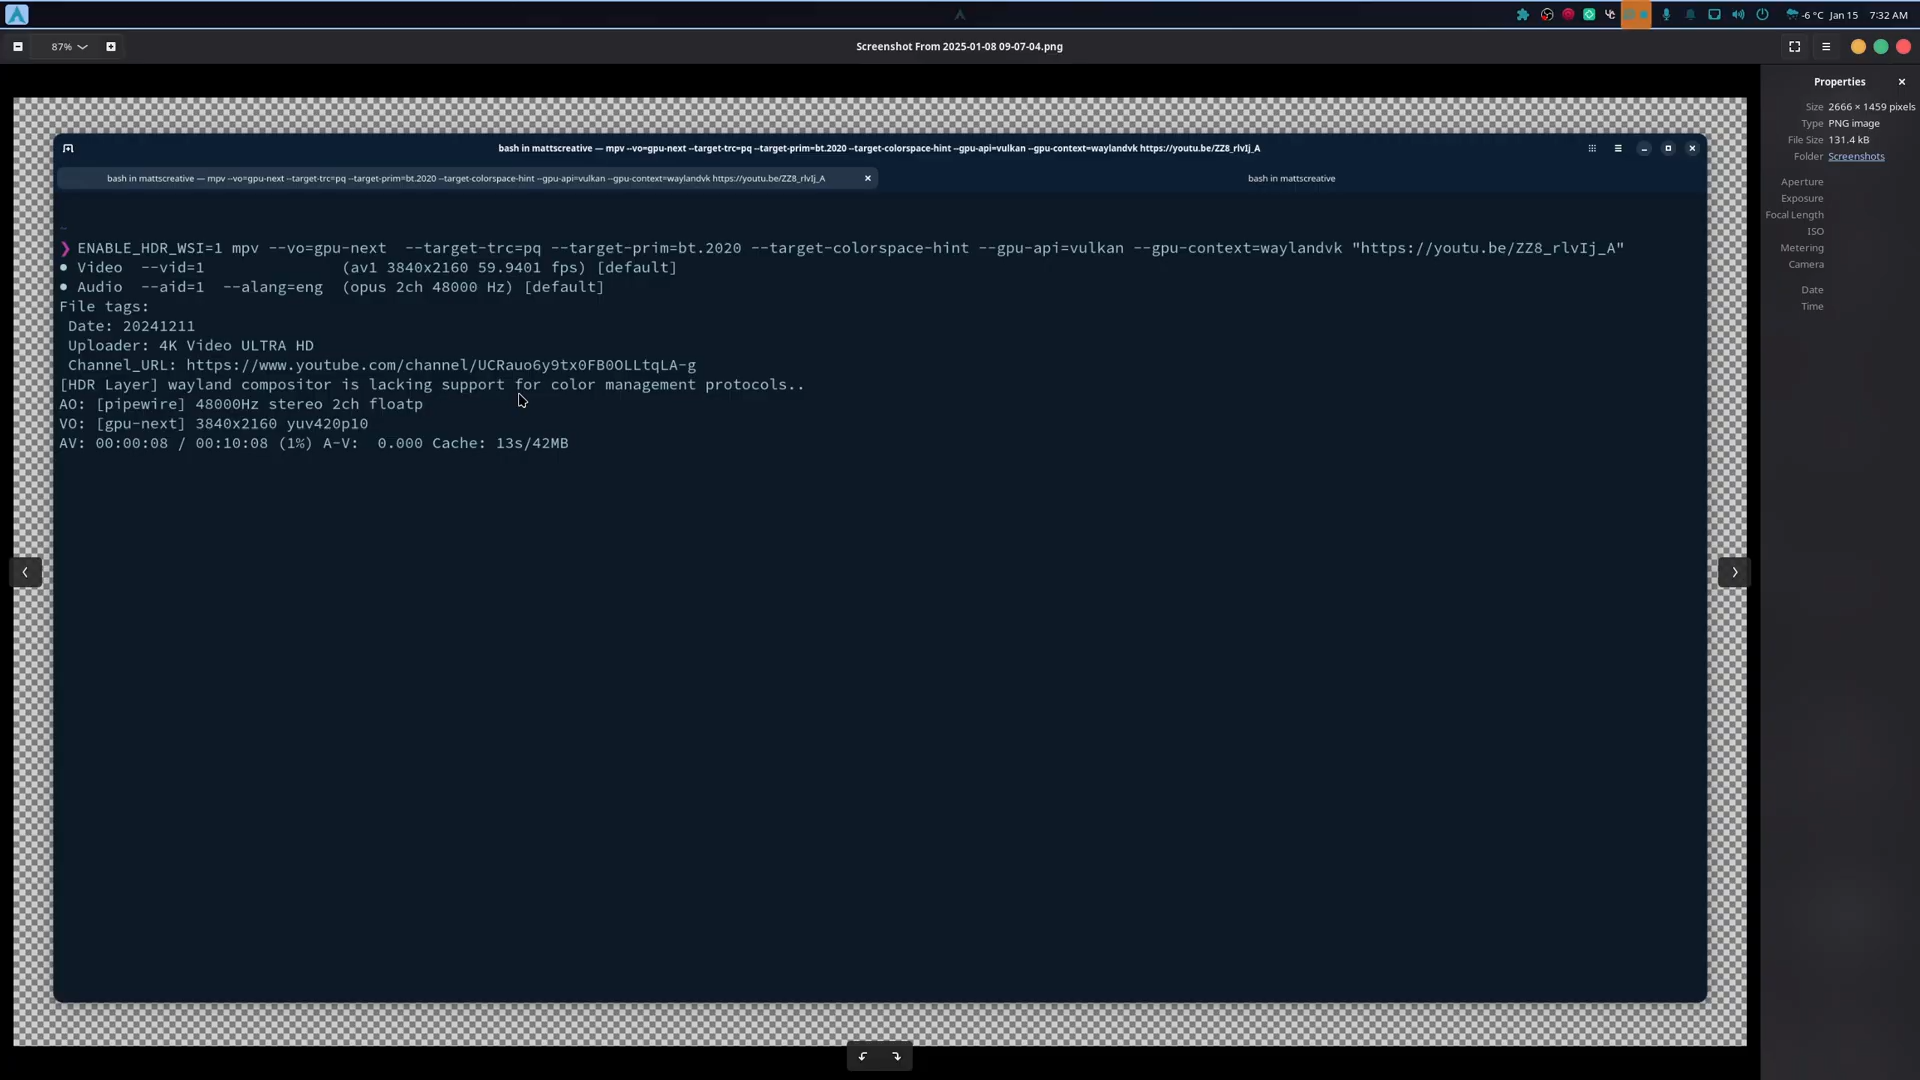 -6 °C Jan 15 7:32 AM
87%
Screenshot From 2025-01-08 09-07-04.png
Properties
Size 2666 × 1459 pixels
Type PNG image
File Size 131.4 kB
Folder Screenshots
Aperture
Exposure
Focal Length
ISO
Metering
Camera
Date
Time
bash in mattscreative — mpv --vo=gpu-next --target-trc=pq --target-prim=bt.2020 --target-colorspace-hint --gpu-api=vulkan --gpu-context=waylandvk https://youtu.be/ZZ8_rlvIj_A
bash in mattscreative — mpv --vo=gpu-next --target-trc=pq --target-prim=bt.2020 --target-colorspace-hint --gpu-api=vulkan --gpu-context=waylandvk https://youtu.be/ZZ8_rlvIj_A
bash in mattscreative
~
❯ ENABLE_HDR_WSI=1 mpv --vo=gpu-next  --target-trc=pq --target-prim=bt.2020 --target-colorspace-hint --gpu-api=vulkan --gpu-context=waylandvk "https://youtu.be/ZZ8_rlvIj_A"
● Video  --vid=1               (av1 3840x2160 59.9401 fps) [default]
● Audio  --aid=1  --alang=eng  (opus 2ch 48000 Hz) [default]
File tags:
Date: 20241211
Uploader: 4K Video ULTRA HD
Channel_URL: https://www.youtube.com/channel/UCRauo6y9tx0FB0OLLtqLA-g
[HDR Layer] wayland compositor is lacking support for color management protocols..
AO: [pipewire] 48000Hz stereo 2ch floatp
VO: [gpu-next] 3840x2160 yuv420p10
AV: 00:00:08 / 00:10:08 (1%) A-V:  0.000 Cache: 13s/42MB